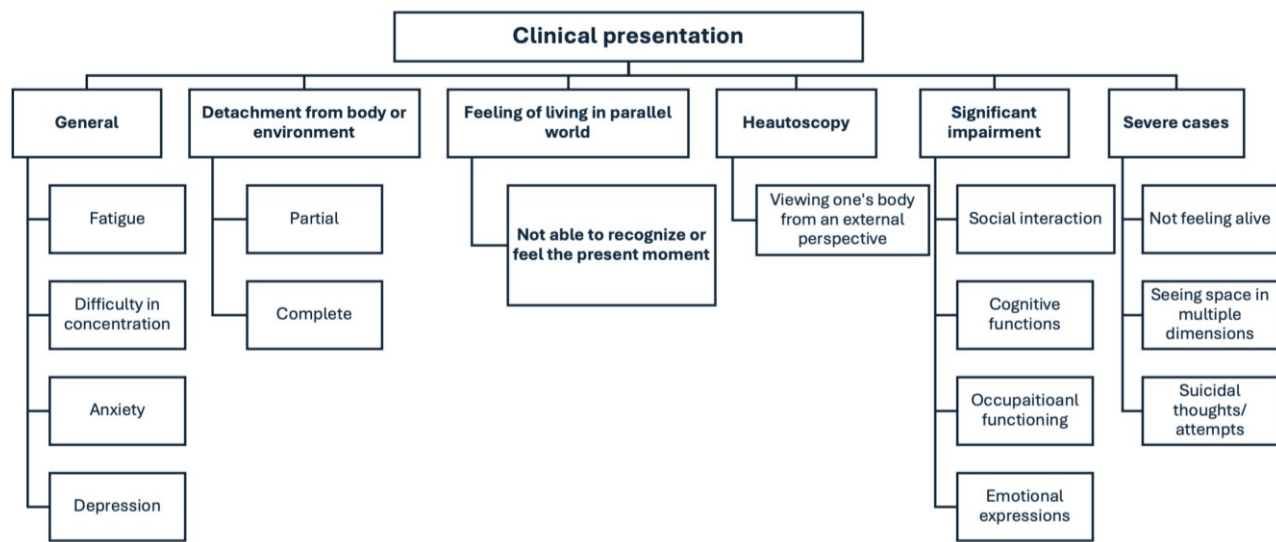 Clinical presentation
General
Detachment from body or
environment
Feeling of living in parallel
world
Heautoscopy
Significant
impairment
Severe cases
Fatigue
Difficulty in
concentration
Anxiety
Depression
Partial
Complete
Not able to recognize or
feel the present moment
Viewing one's body
from an external
perspective
Social interaction
Cognitive
functions
Occupaitioanl
functioning
Emotional
expressions
Not feeling alive
Seeing space in
multiple
dimensions
Suicidal
thoughts/
attempts